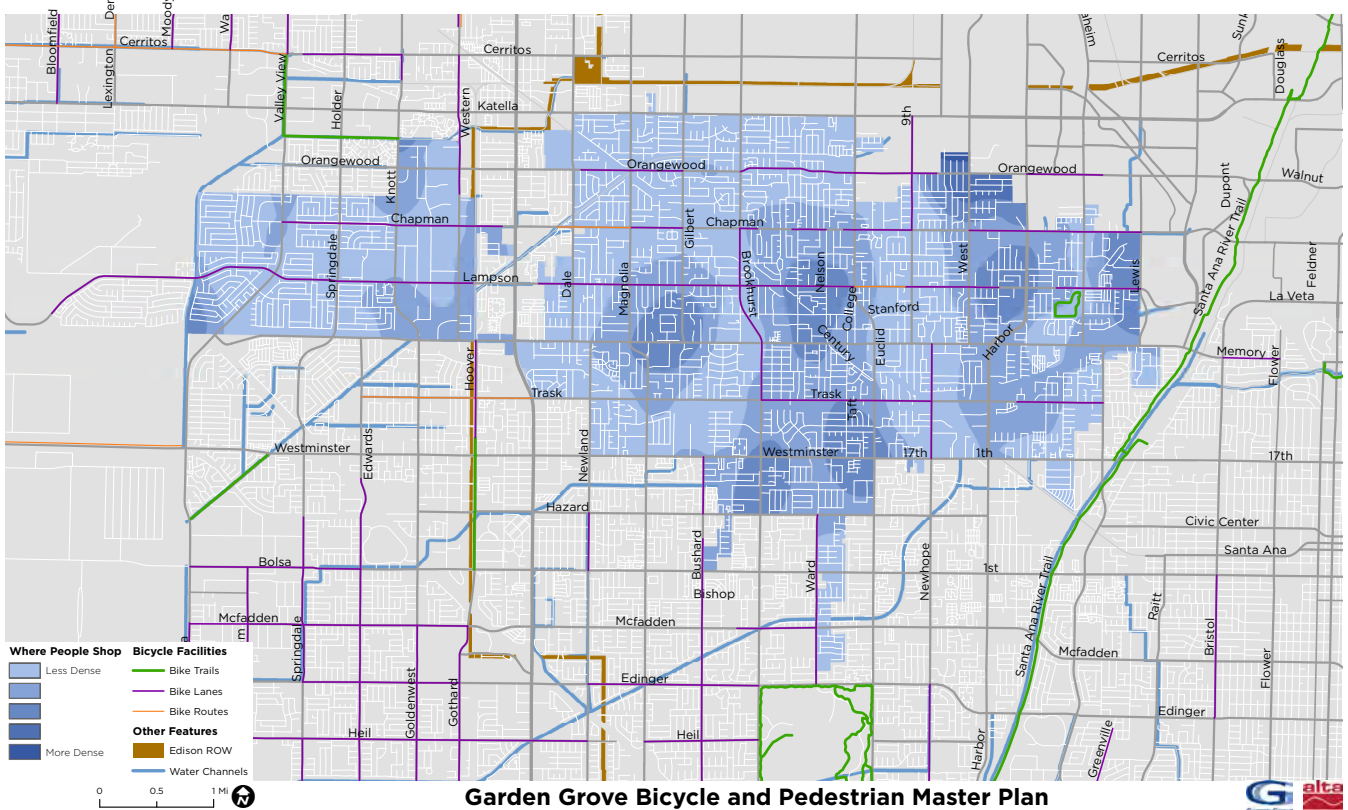 Bloomfield
Cerritos
Lexington
Valley View
Holder
Western
Cerritos
Katella
9th
Cerritos
Douglass
Orangewood
Knott
Orangewood
Orangewood
Walnut
Dupont
Chapman
Gilbert
Chapman
Springdale
Lampson
Dale
Magnolia
Brookhurst
Nelson
College
Stanford
West
Lewis
Santa Ana River Trail
Feldner
La Veta
Century
Euclid
Harbor
Hoover
Memory
Flower
Trask
Trask
Taft
Westminster
Edwards
Newland
Westminster
17th
1th
17th
Hazard
Civic Center
Bolsa
Bushard
Bishop
Ward
Newhope
1st
Santa Ana
Santa Ana River Trail
Raitt
Mcfadden
Mcfadden
Mcfadden
Bristol
Flower
Springdale
Goldenwest
Gothard
Edinger
Edinger
Heil
Heil
Harbor
Greenville
Where People Shop
Less Dense
More Dense
Bicycle Facilities
Bike Trails
Bike Lanes
Bike Routes
Other Features
Edison ROW
Water Channels
0 0.5 1 Mi
N
Garden Grove Bicycle and Pedestrian Master Plan
G
alta